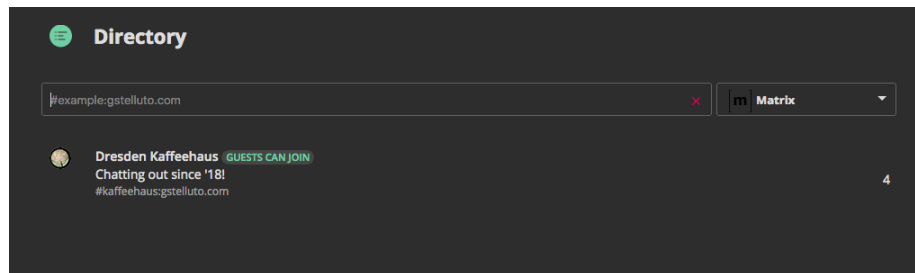 Directory
#example:gstelluto.com × [m] Matrix
Dresden Kaffeehaus GUESTS CAN JOIN
Chatting out since '18!
4
#kaffeehaus:gstelluto.com